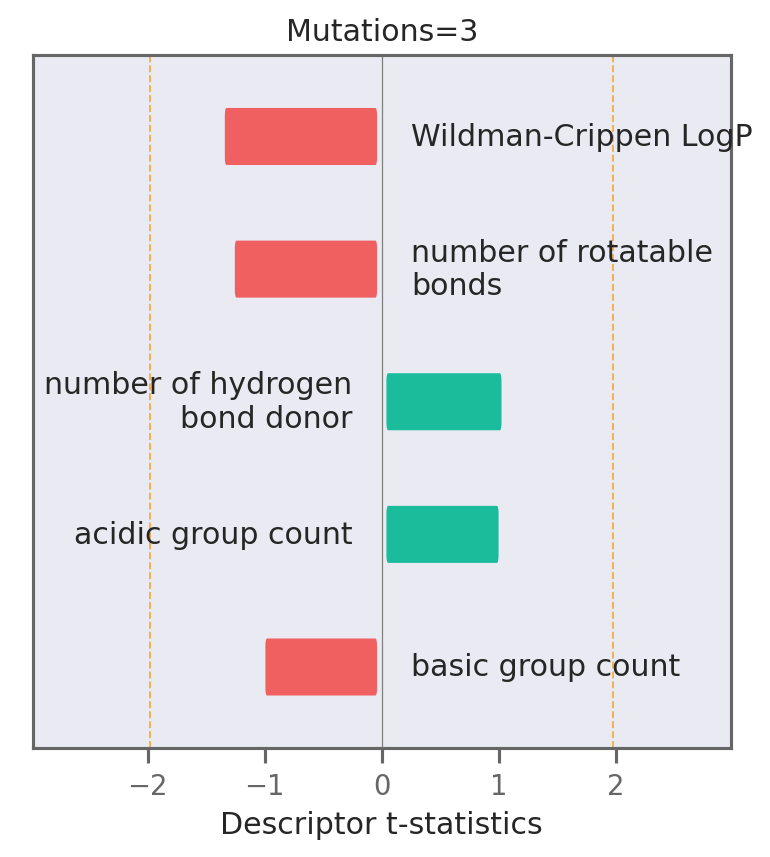 Mutations=3
Wildman-Crippen LogP
number of rotatable
bonds
number of hydrogen
bond donor
acidic group count
basic group count
−2 −1 0 1 2
Descriptor t-statistics